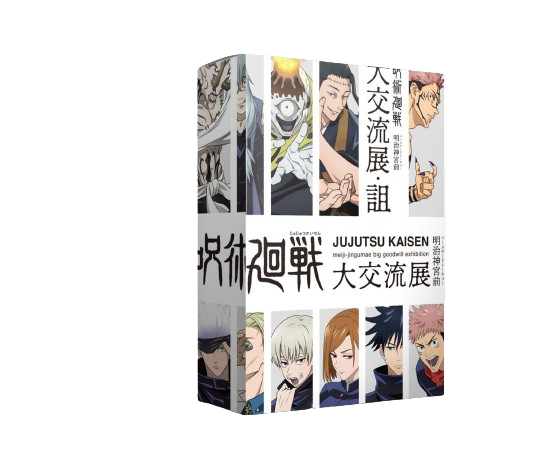 呪術廻戦
明治神宮前
大交流展・詛
じゅじゅつかいせん
呪術廻戦
JUJUTSU KAISEN
meiji-jingumae big goodwill exhibition
大交流展
明治神宮前